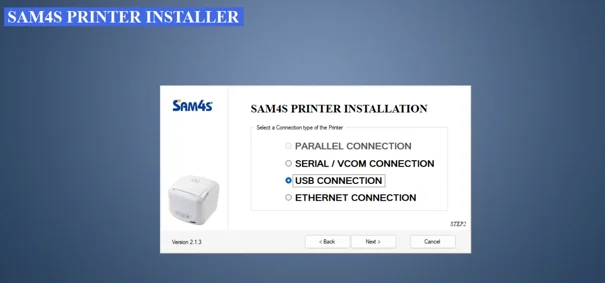 SAM4S PRINTER INSTALLER
SAM4S
SAM4S PRINTER INSTALLATION
Select a Connection type of the Printer
PARALLEL CONNECTION
SERIAL / VCOM CONNECTION
USB CONNECTION
ETHERNET CONNECTION
STEP2
Version 2.1.3
< Back
Next >
Cancel